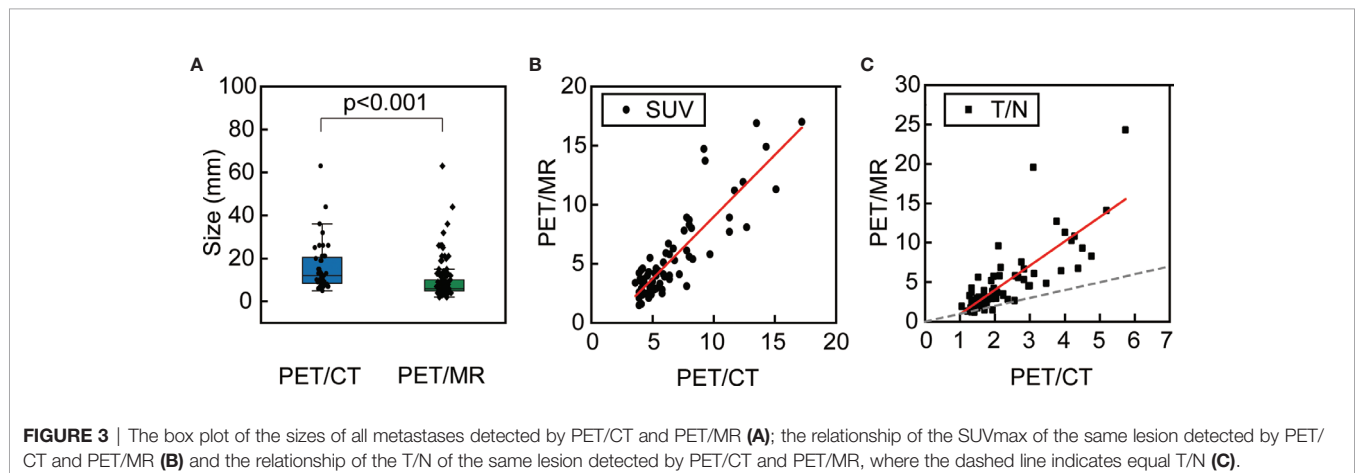 A
B
C
100
80
60
40
20
0
Size (mm)
p<0.001
PET/CT
PET/MR
20
15
10
5
0
PET/MR
SUV
0
5
10
15
20
PET/CT
30
25
20
15
10
5
0
PET/MR
T/N
0
1
2
3
4
5
6
7
PET/CT
FIGURE 3 | The box plot of the sizes of all metastases detected by PET/CT and PET/MR (A); the relationship of the SUVmax of the same lesion detected by PET/
CT and PET/MR (B) and the relationship of the T/N of the same lesion detected by PET/CT and PET/MR, where the dashed line indicates equal T/N (C).